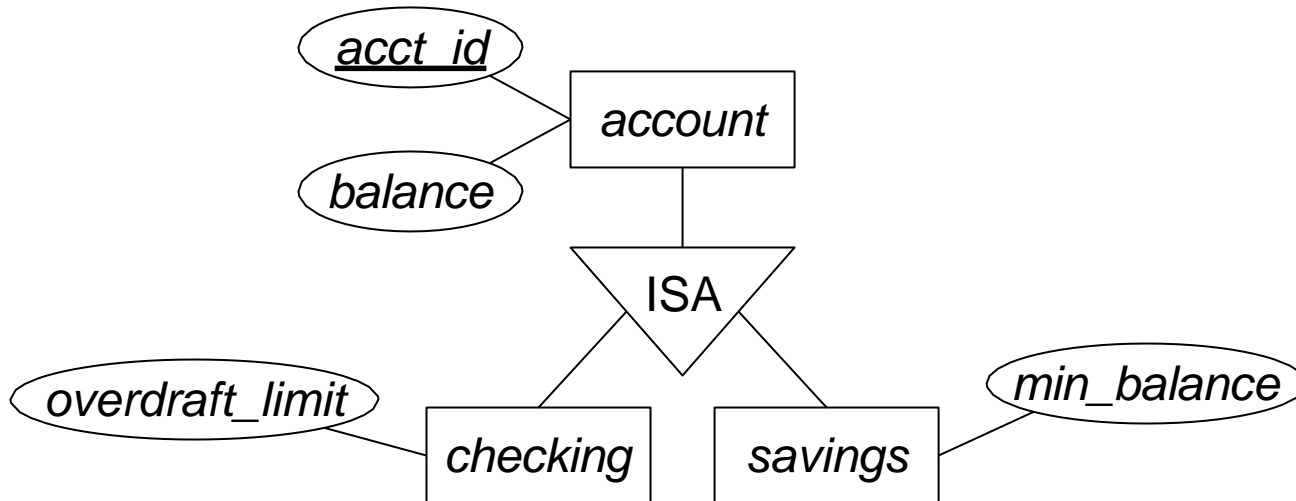 acct_id
account
balance
ISA
overdraft_limit
min_balance
checking
savings